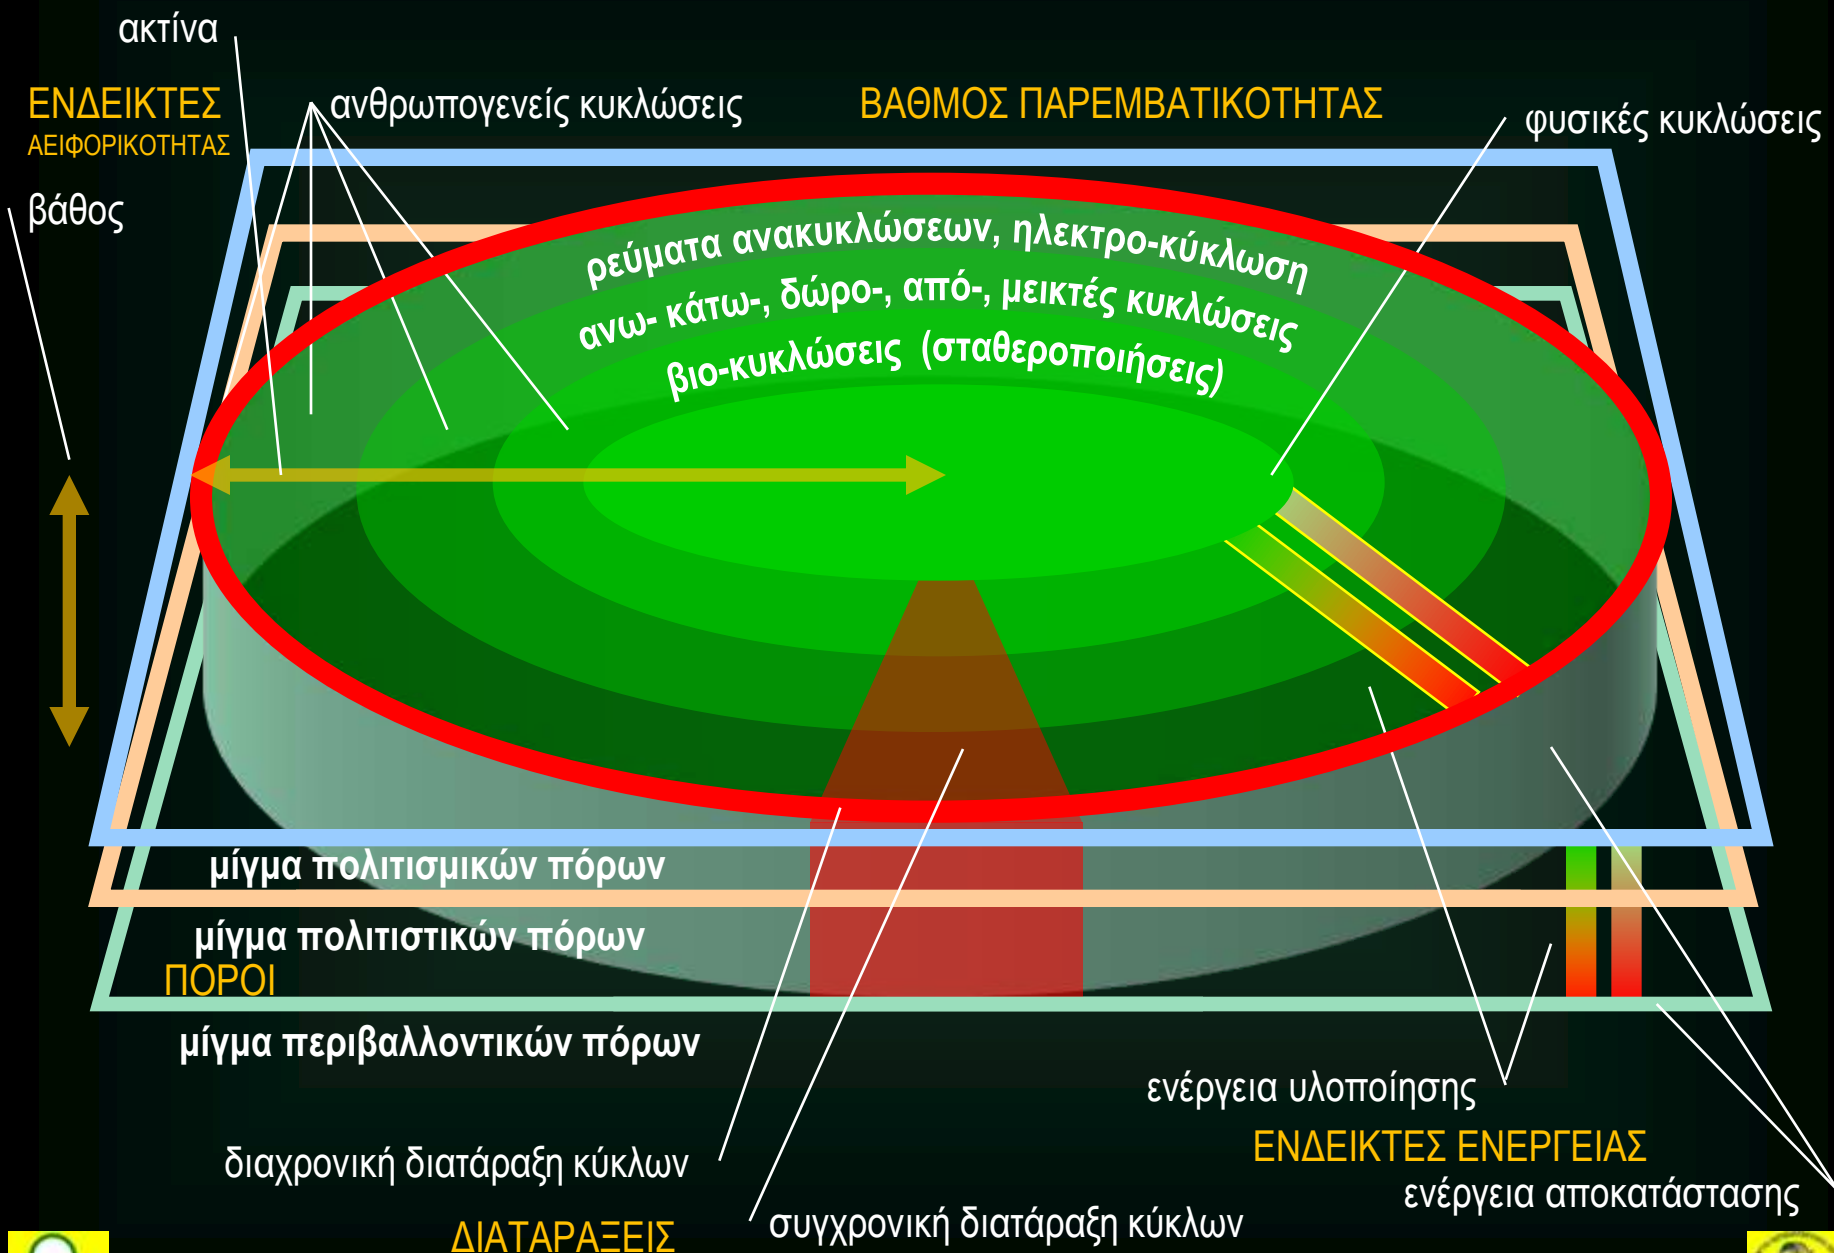 ακτίνα
ΕΝΔΕΙΚΤΕΣ
ΑΕΙΦΟΡΙΚΟΤΗΤΑΣ
ανθρωπογενείς κυκλώσεις
ΒΑΘΜΟΣ ΠΑΡΕΜΒΑΤΙΚΟΤΗΤΑΣ
φυσικές κυκλώσεις
βάθος
ρεύματα ανακυκλώσεων, ηλεκτρο-κύκλωση
ανω- κάτω-, δώρο-, από-, μεικτές κυκλώσεις
βιο-κυκλώσεις (σταθεροποιήσεις)
μίγμα πολιτισμικών πόρων
μίγμα πολιτιστικών πόρων
ΠΟΡΟΙ
μίγμα περιβαλλοντικών πόρων
ενέργεια υλοποίησης
ΕΝΔΕΙΚΤΕΣ ΕΝΕΡΓΕΙΑΣ
ενέργεια αποκατάστασης
διαχρονική διατάραξη κύκλων
συγχρονική διατάραξη κύκλων
ΔΙΑΤΑΡΑΞΕΙΣ